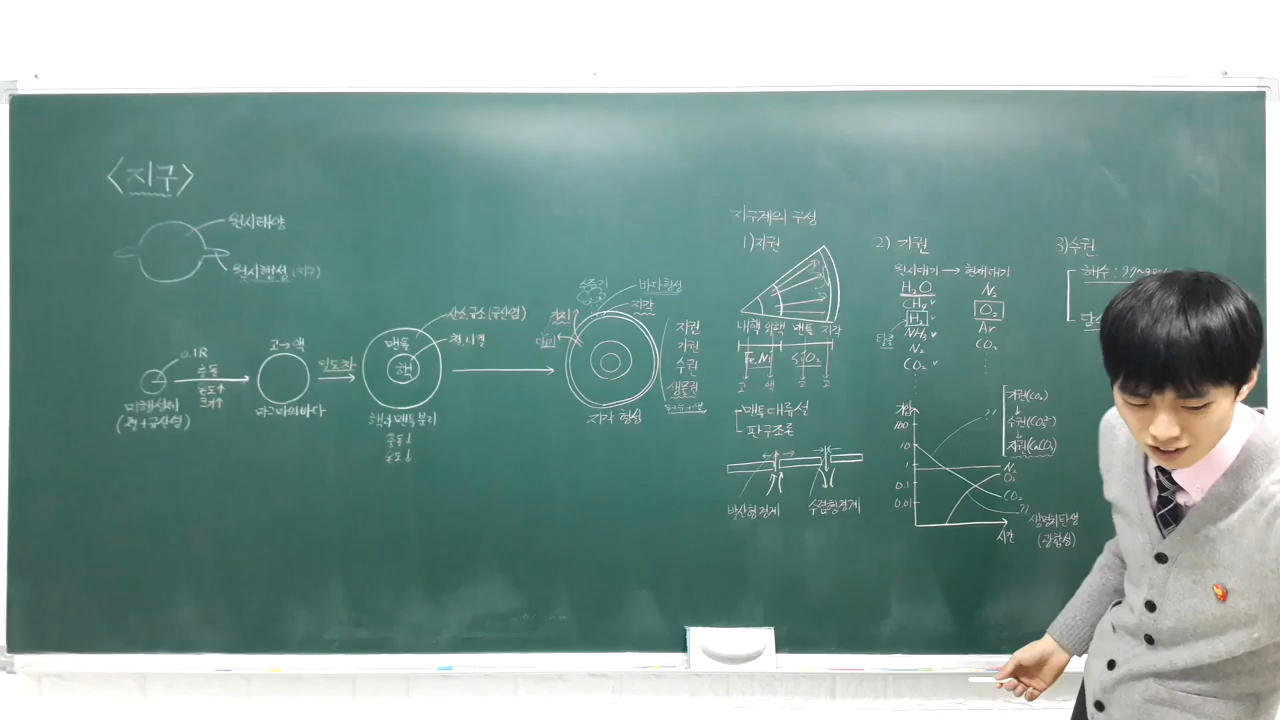 <지구>
원시태양
원시행성 (지구)
0.1R
미행성체
(철+규산염)
충돌
온도↑
크기↑
고→액
마그마의 바다
밀도차
산소, 규소 (규산염)
철, 니켈
맨틀
핵
핵과 맨틀 분리
충돌↓
온도↓
수증기
바다 형성
지각
지각 형성
지권
기권
수권
생물권
지구계의 구성
1) 지권
내핵 외핵 맨틀 지각
Fe, Ni
SiO₂
고 액 고 고
맨틀 대류설
판구조론
발산형 경계
수렴형 경계
2) 기권
원시대기 → 현재대기
H₂O
CH₄
H₂
NH₃
N₂
CO₂
탈출
N₂
O₂
Ar
CO₂
기권(CO₂)
↓
수권(CO₃²⁻)
↓
지권(CaCO₃)
기압
100
10
1
0.1
0.01
N₂
O₂
CO₂
시간
생명체 탄생
(광합성)
3) 수권
해수 : 97~98%